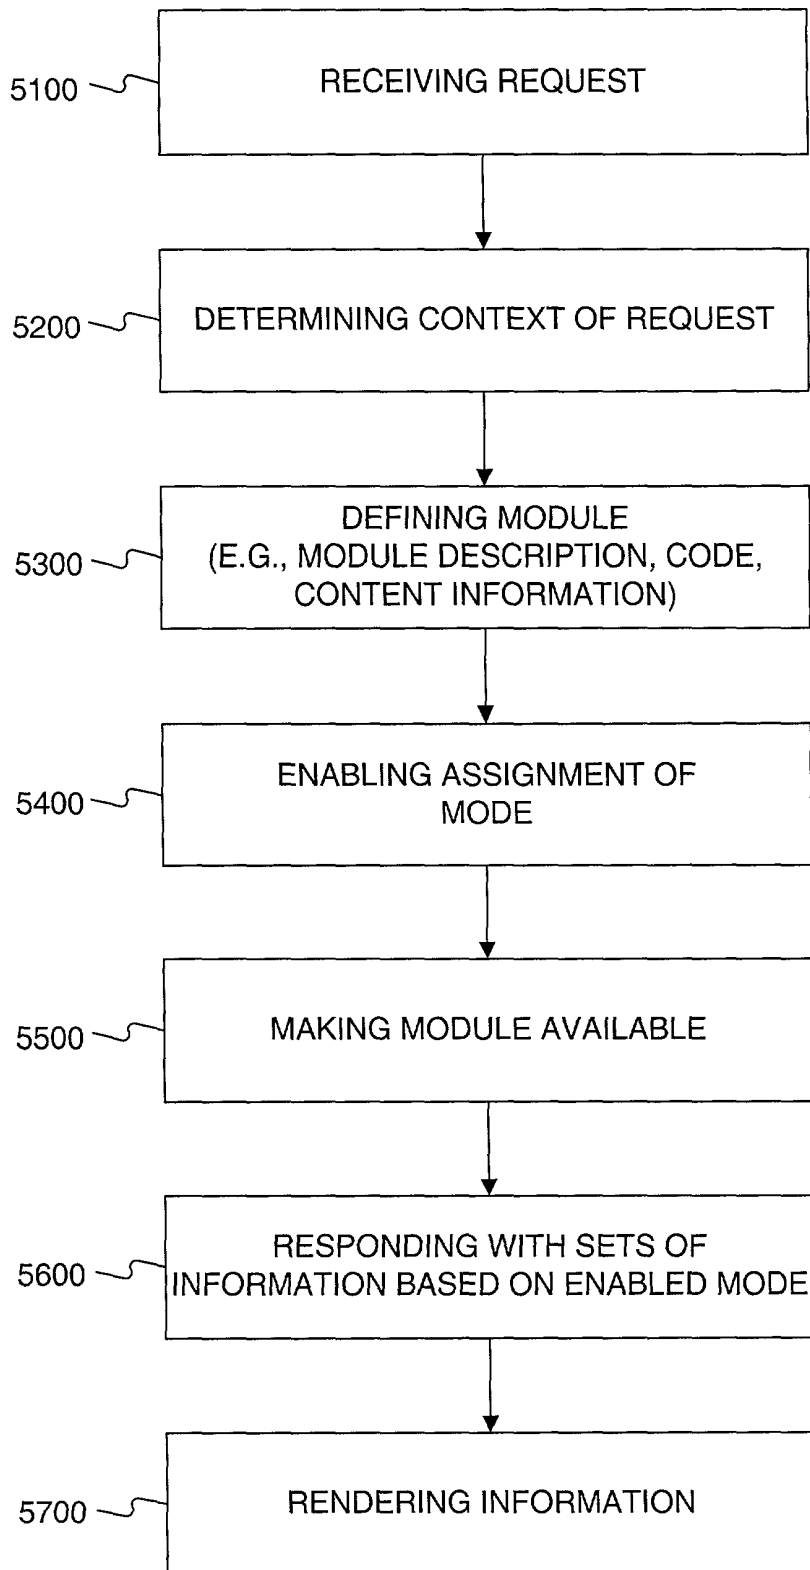 5100
RECEIVING REQUEST
5200
DETERMINING CONTEXT OF REQUEST
5300
DEFINING MODULE
(E.G., MODULE DESCRIPTION, CODE,
CONTENT INFORMATION)
5400
ENABLING ASSIGNMENT OF
MODE
5500
MAKING MODULE AVAILABLE
5600
RESPONDING WITH SETS OF
INFORMATION BASED ON ENABLED MODE
5700
RENDERING INFORMATION